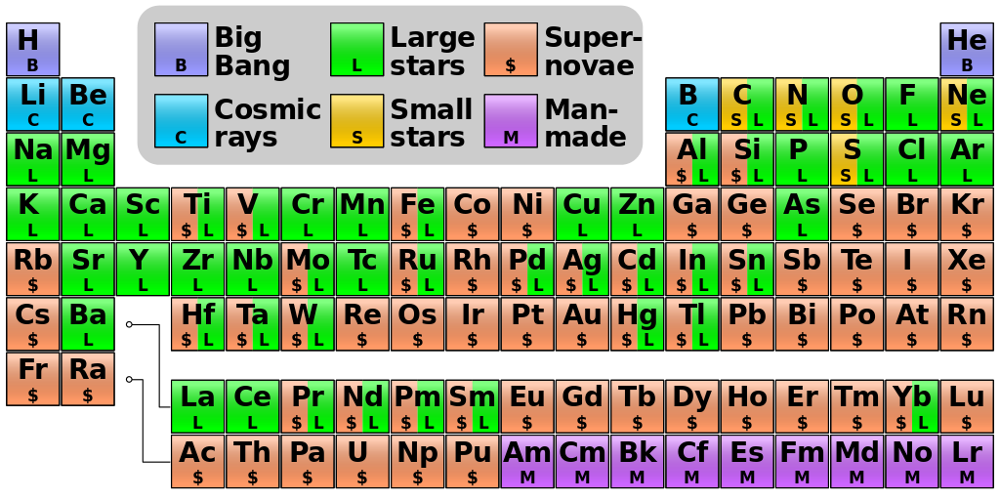 H
B
Big
Bang
B
Large
stars
L
Super-
novae
$
He
B
Cosmic
rays
C
Small
stars
S
Man-
made
M
Li Be B C N O F Ne
C C C S L S L S L L S L
Na Mg Al Si P S Cl Ar
L L $ L $ L L S L L L
K Ca Sc Ti V Cr Mn Fe Co Ni Cu Zn Ga Ge As Se Br Kr
L L L $ L $ L L L $ L $ $ L L $ $ L $ $ $
Rb Sr Y Zr Nb Mo Tc Ru Rh Pd Ag Cd In Sn Sb Te I Xe
$ L L L L $ L L $ L $ $ L $ L $ L $ L $ L $ $ $ $
Cs Ba Hf Ta W Re Os Ir Pt Au Hg Tl Pb Bi Po At Rn
$ L $ L $ L $ L $ $ $ $ $ $ L $ L $ $ $ $ $
Fr Ra
$ $
La Ce Pr Nd Pm Sm Eu Gd Tb Dy Ho Er Tm Yb Lu
L L $ L $ L $ L $ L $ $ $ $ $ $ $ $ L $
Ac Th Pa U Np Pu Am Cm Bk Cf Es Fm Md No Lr
$ $ $ $ $ $ M M M M M M M M M